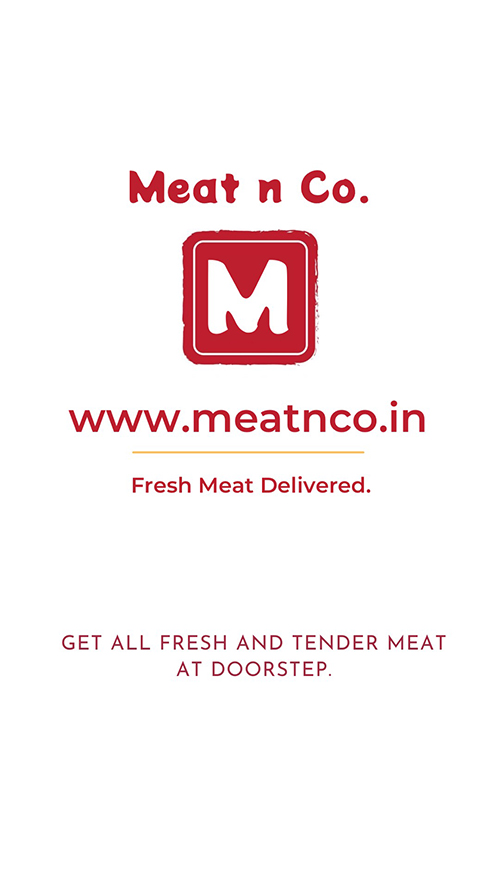 Meat n Co.
M
www.meatnco.in
Fresh Meat Delivered.
GET ALL FRESH AND TENDER MEAT
AT DOORSTEP.